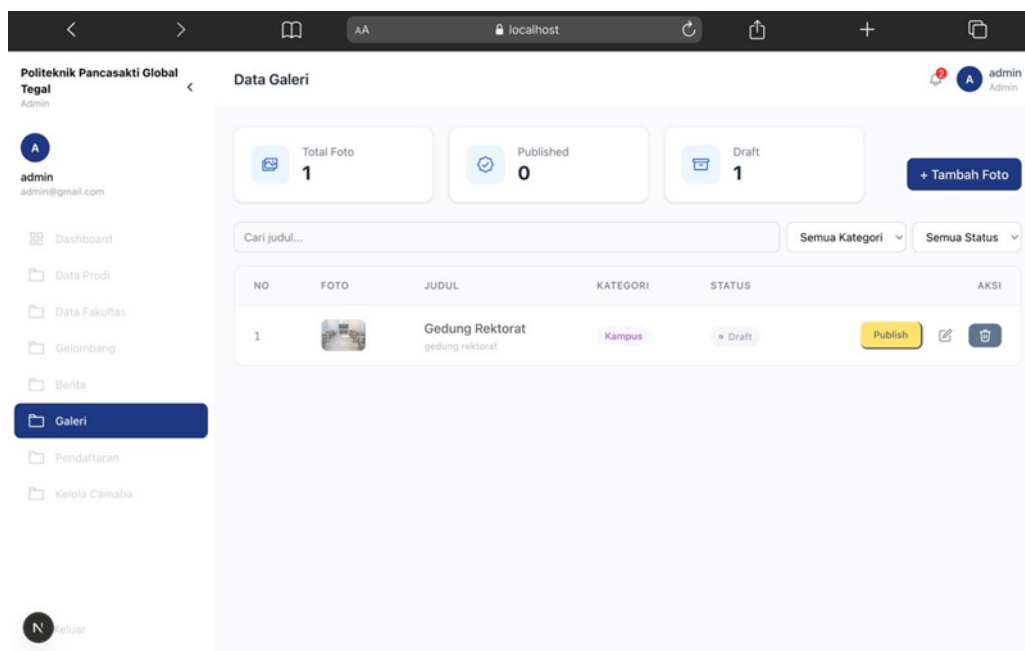 AA
localhost
Politeknik Pancasakti Global
Tegal
Admin
A
admin
admin@gmail.com
Dashboard
Data Prodi
Data Fakultas
Gelombang
Berita
Galeri
Pendaftaran
Kelola Camaba
N
Keluar
Data Galeri
2
A
admin
Admin
Total Foto
1
Published
0
Draft
1
+ Tambah Foto
Cari judul...
Semua Kategori
Semua Status
NO FOTO JUDUL KATEGORI STATUS AKSI
1 Gedung Rektorat Kampus Draft Publish
gedung rektorat